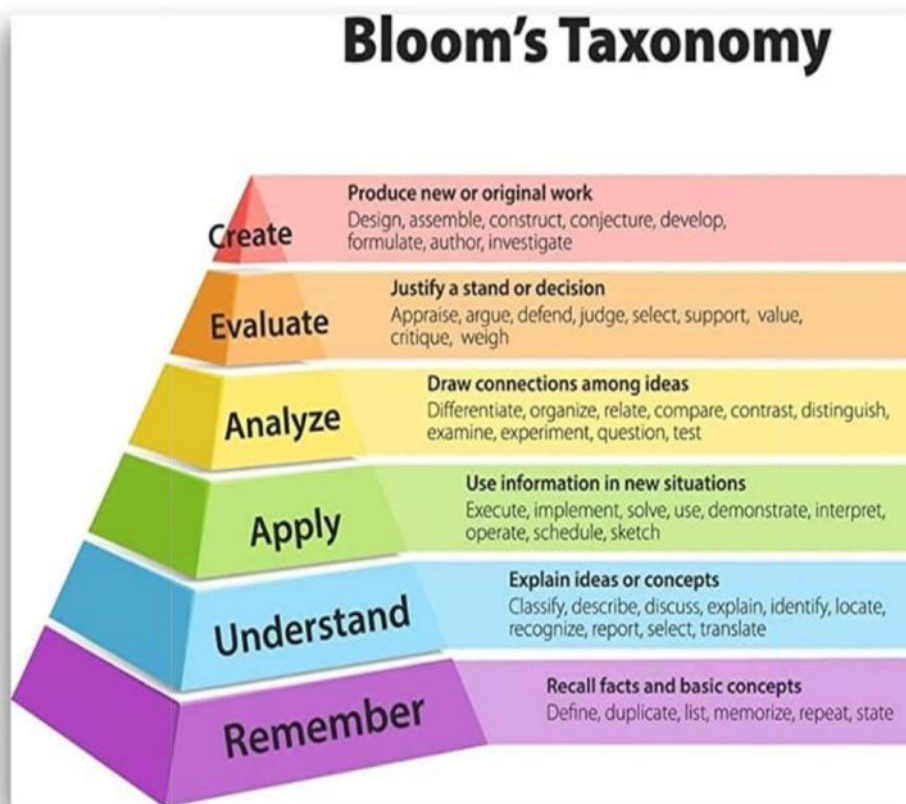 Bloom's Taxonomy
Create
Produce new or original work
Design, assemble, construct, conjecture, develop,
formulate, author, investigate
Evaluate
Justify a stand or decision
Appraise, argue, defend, judge, select, support, value,
critique, weigh
Analyze
Draw connections among ideas
Differentiate, organize, relate, compare, contrast, distinguish,
examine, experiment, question, test
Apply
Use information in new situations
Execute, implement, solve, use, demonstrate, interpret,
operate, schedule, sketch
Understand
Explain ideas or concepts
Classify, describe, discuss, explain, identify, locate,
recognize, report, select, translate
Remember
Recall facts and basic concepts
Define, duplicate, list, memorize, repeat, state